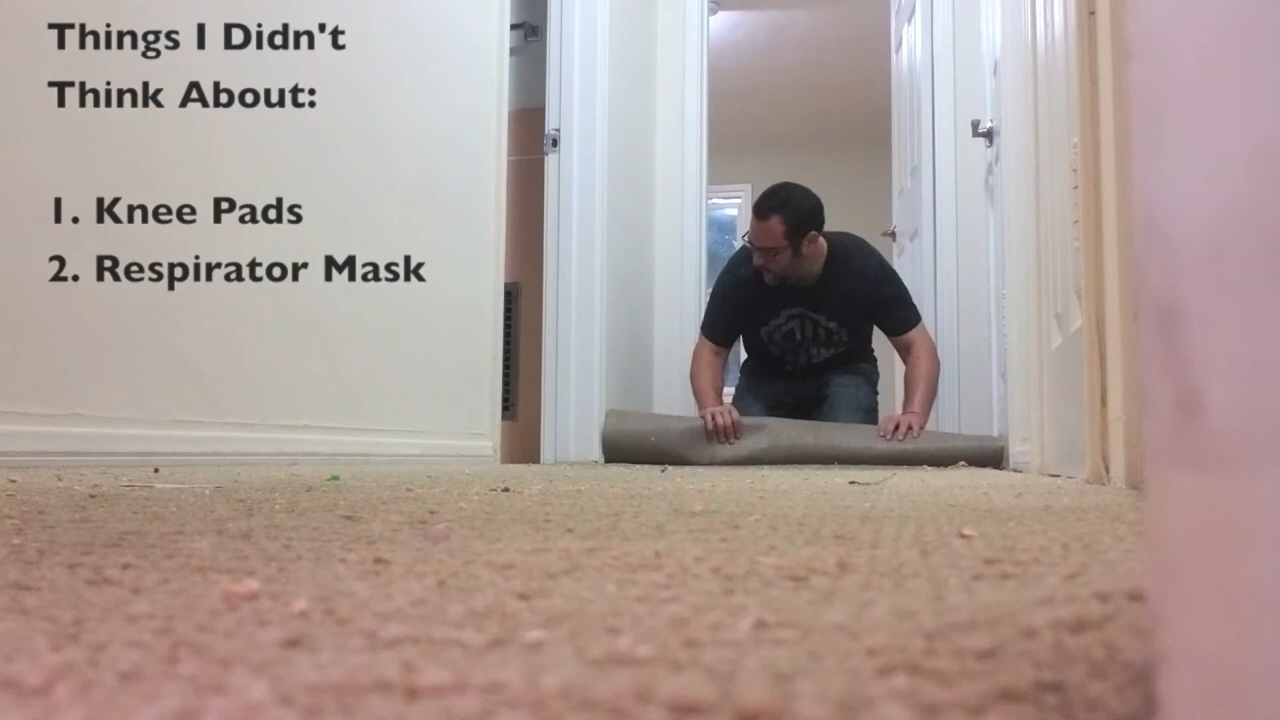 Things I Didn't
Think About:
1. Knee Pads
2. Respirator Mask